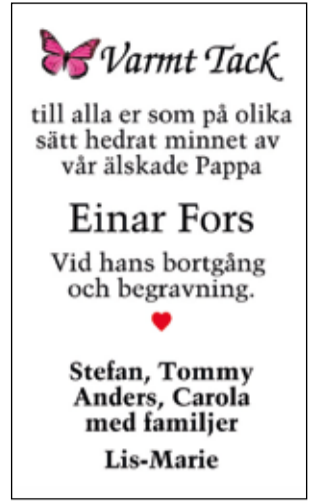 Varmt Tack
till alla er som på olika
sätt hedrat minnet av
vår älskade Pappa
Einar Fors
Vid hans bortgång
och begravning.
Stefan, Tommy
Anders, Carola
med familjer
Lis-Marie